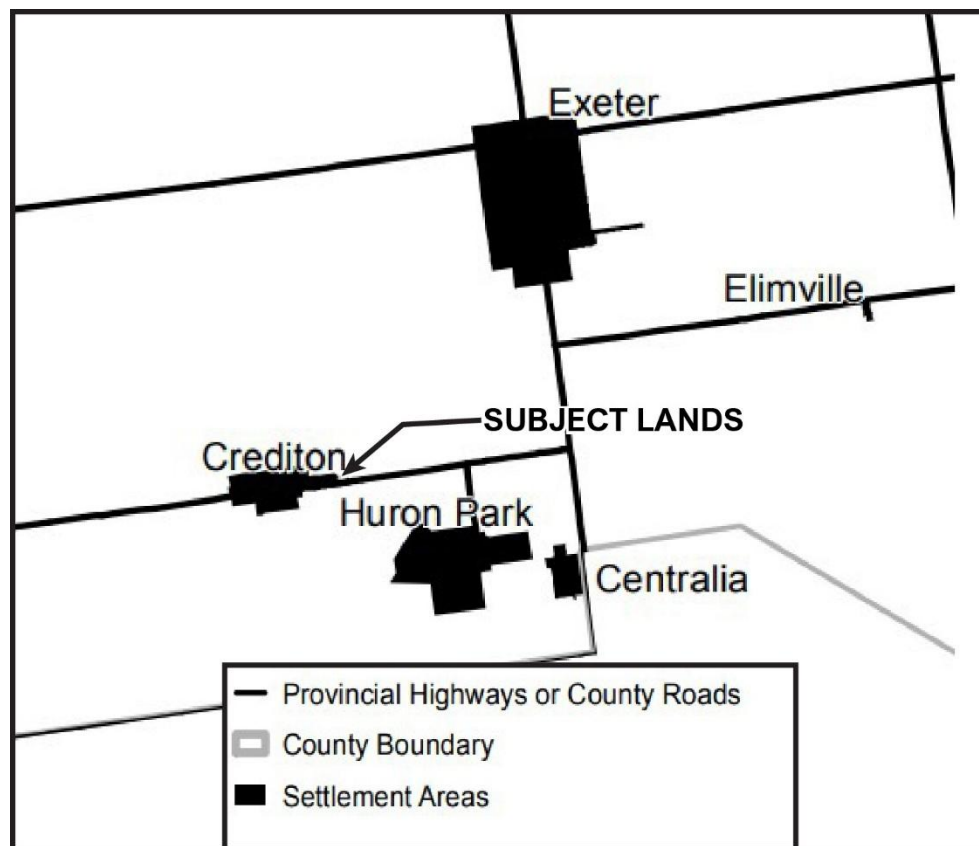 Exeter
Elimville
SUBJECT LANDS
Crediton
Huron Park
Centralia
Provincial Highways or County Roads
County Boundary
Settlement Areas